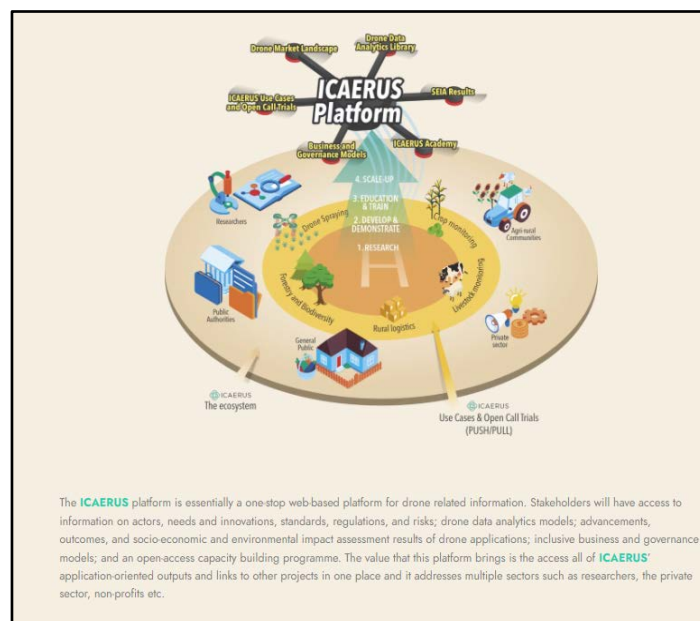 Drone Market Landscape
Drone Data
Analytics Library
ICAERUS Use Cases
and Open Call Trials
ICAERUS
Platform
SEIA Results
Business and
Governance Models
ICAERUS Academy
4. SCALE-UP
3. EDUCATION
& TRAIN
2. DEVELOP &
DEMONSTRATE
1. RESEARCH
Researchers
Drone Spraying
Crop monitoring
Agri-rural
Communities
Public
Authorities
Forestry and Biodiversity
Livestock monitoring
Rural logistics
General
Public
Private
sector
ICAERUS
The ecosystem
ICAERUS
Use Cases & Open Call Trials
(PUSH/PULL)
The ICAERUS platform is essentially a one-stop web-based platform for drone related information. Stakeholders will have access to
information on actors, needs and innovations, standards, regulations, and risks; drone data analytics models; advancements,
outcomes, and socio-economic and environmental impact assessment results of drone applications; inclusive business and governance
models; and an open-access capacity building programme. The value that this platform brings is the access all of ICAERUS'
application-oriented outputs and links to other projects in one place and it addresses multiple sectors such as researchers, the private
sector, non-profits etc.